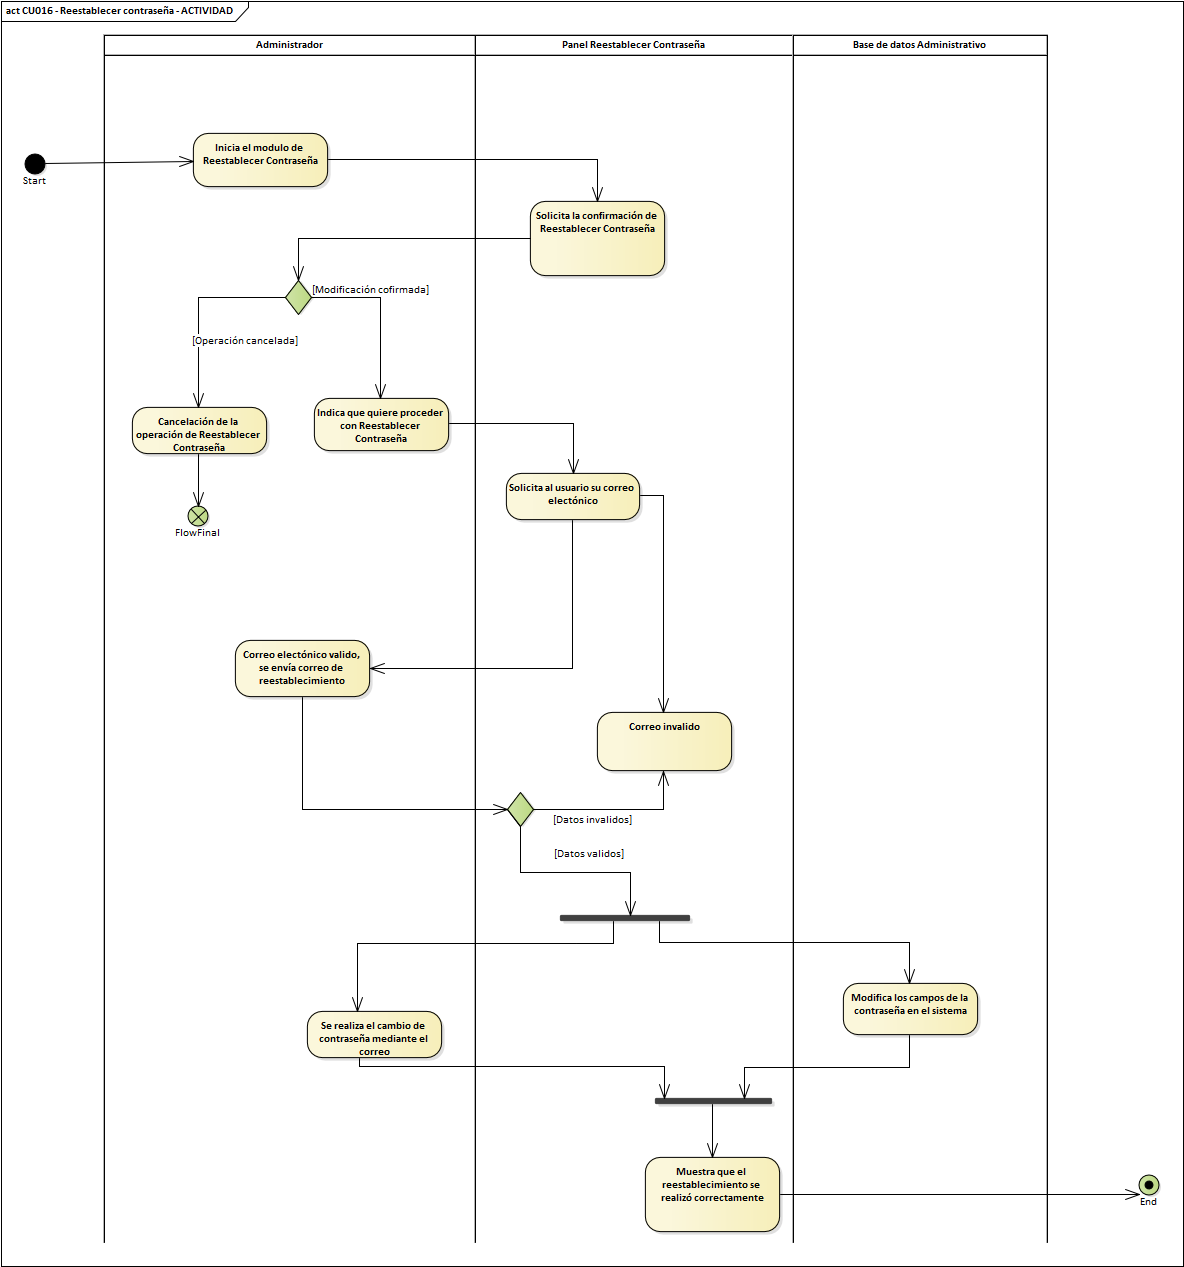 act CU016 - Reestablecer contraseña - ACTIVIDAD
Administrador
Panel Reestablecer Contraseña
Base de datos Administrativo
Inicia el modulo de
Reestablecer Contraseña
Start
Solicita la confirmación de
Reestablecer Contraseña
[Modificación cofirmada]
[Operación cancelada]
Cancelación de la
operación de Reestablecer
Contraseña
Indica que quiere proceder
con Reestablecer
Contraseña
FlowFinal
Solicita al usuario su correo
electónico
Correo electónico valido,
se envía correo de
reestablecimiento
Correo invalido
[Datos invalidos]
[Datos validos]
Modifica los campos de la
contraseña en el sistema
Se realiza el cambio de
contraseña mediante el
correo
Muestra que el
reestablecimiento se
realizó correctamente
End